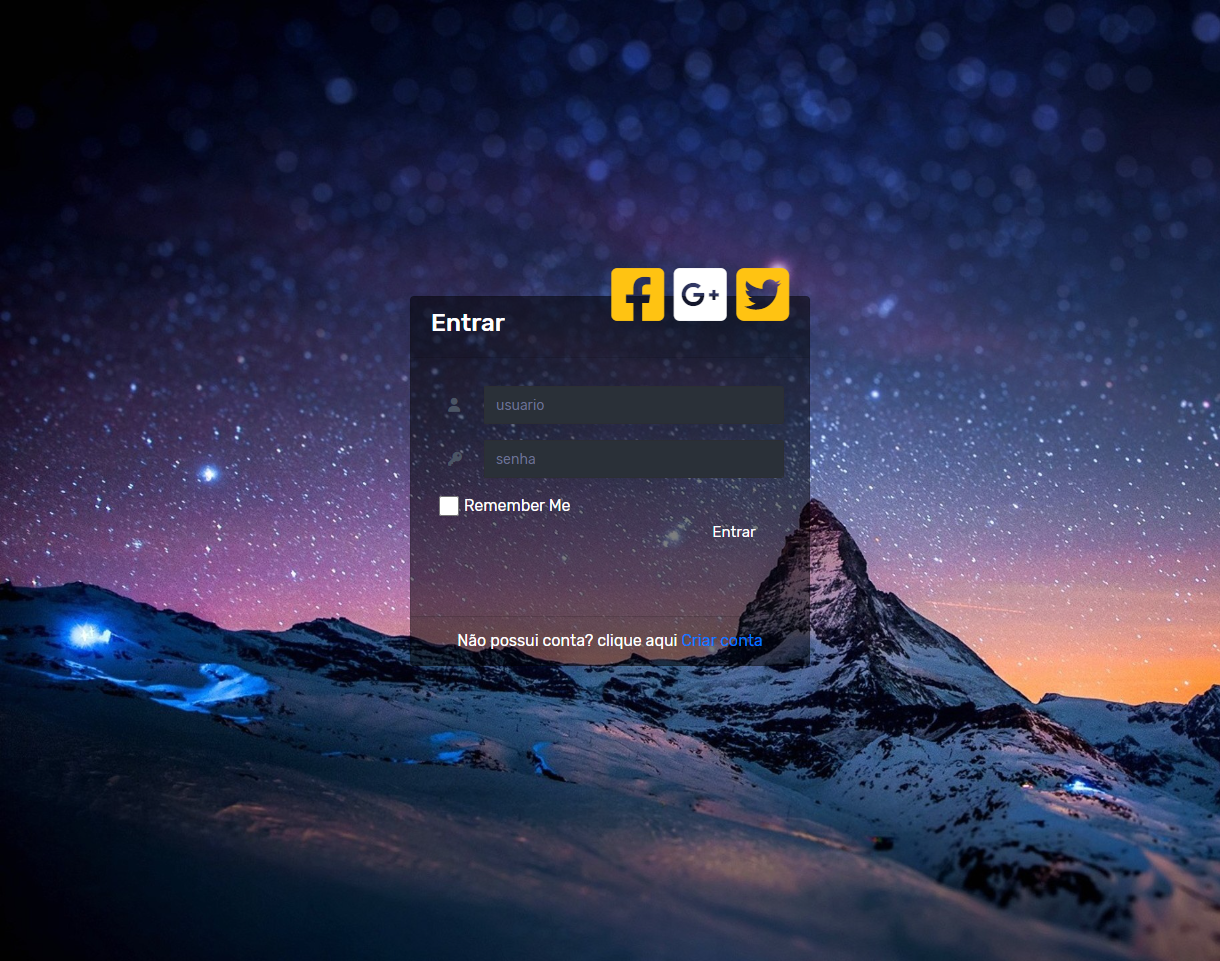 Entrar
G+
usuario
senha
Remember Me
Entrar
Não possui conta? clique aqui Criar conta